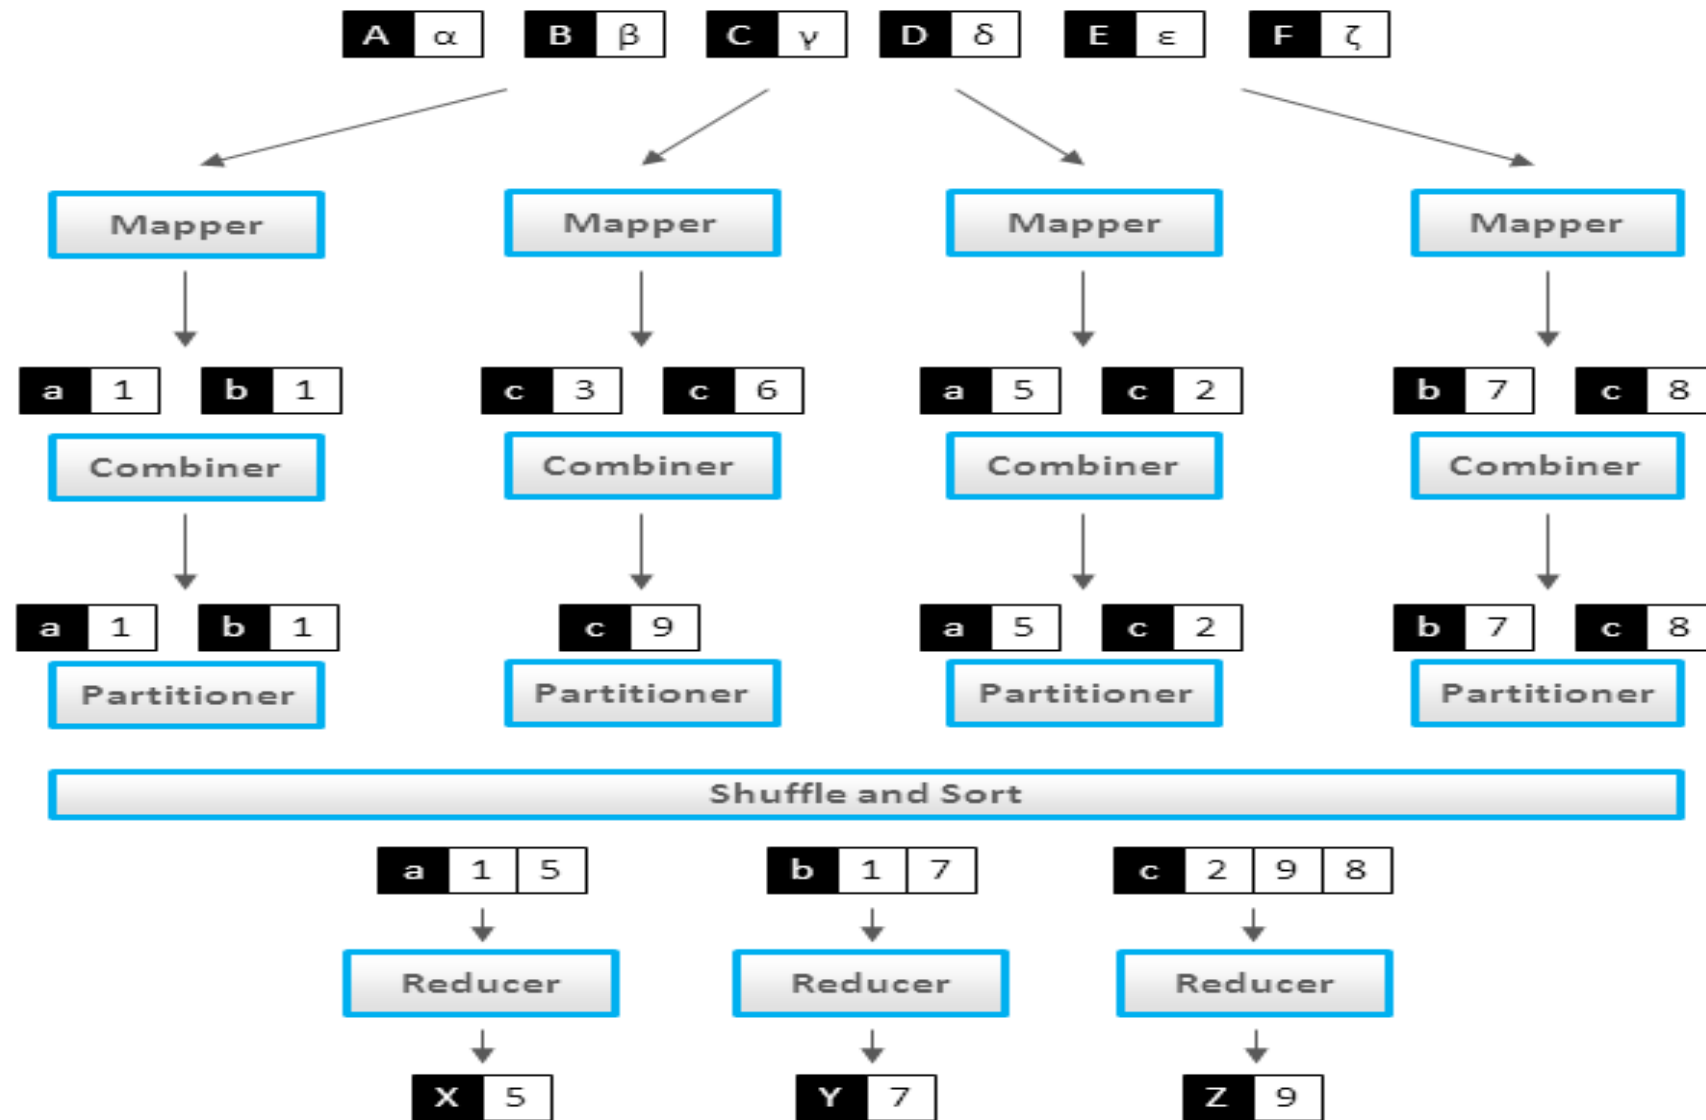 A α B β C γ D δ E ε F ζ
Mapper Mapper Mapper Mapper
a 1 b 1 c 3 c 6 a 5 c 2 b 7 c 8
Combiner Combiner Combiner Combiner
a 1 b 1 c 9 a 5 c 2 b 7 c 8
Partitioner Partitioner Partitioner Partitioner
Shuffle and Sort
a 1 5 b 1 7 c 2 9 8
Reducer Reducer Reducer
X 5 Y 7 Z 9